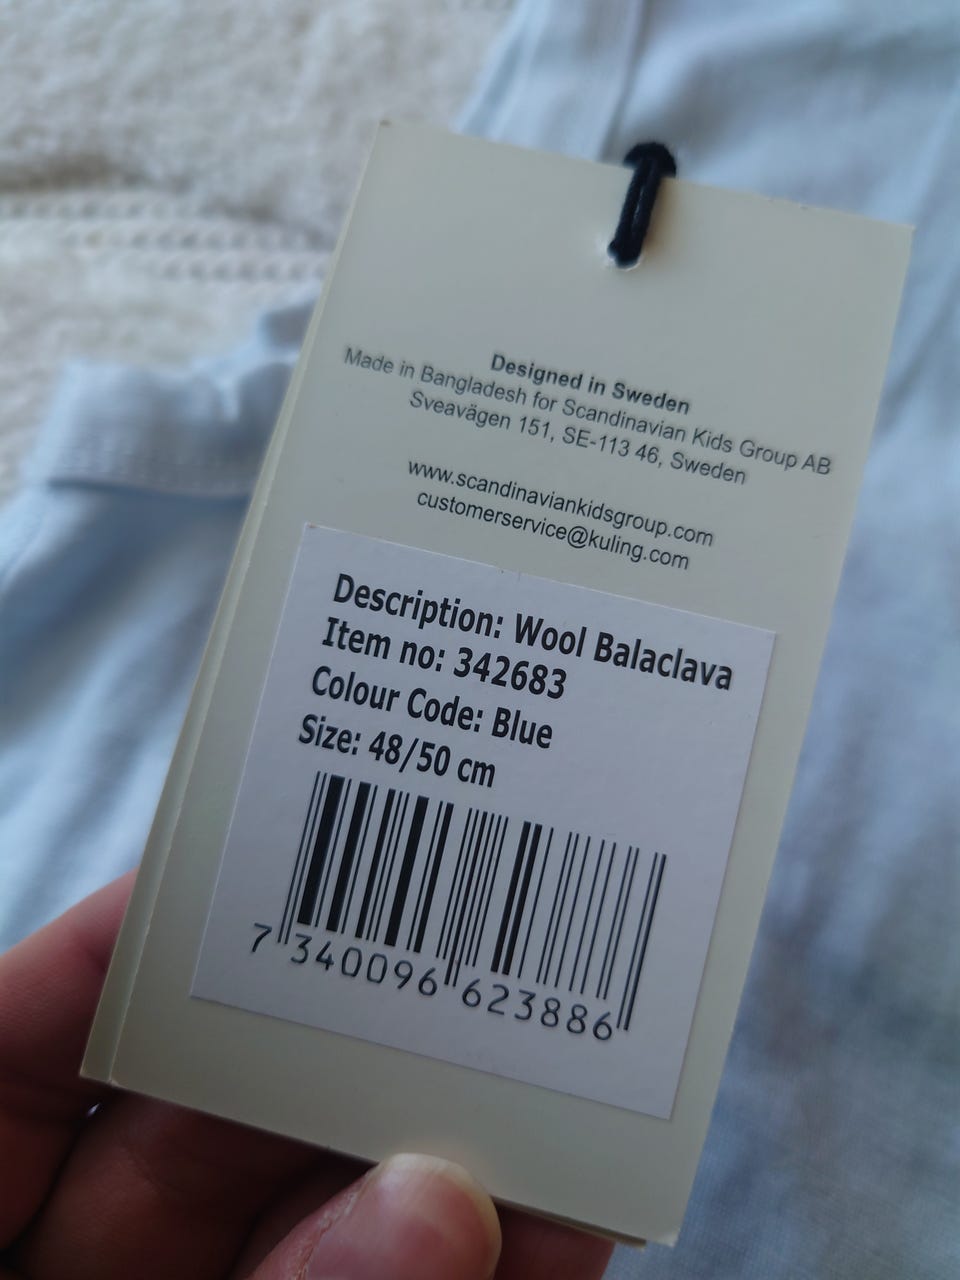 Designed in Sweden
Made in Bangladesh for Scandinavian Kids Group AB
Sveavägen 151, SE-113 46, Sweden
www.scandinaviankidsgroup.com
customerservice@kuling.com
Description: Wool Balaclava
Item no: 342683
Colour Code: Blue
Size: 48/50 cm
7 340096 623886